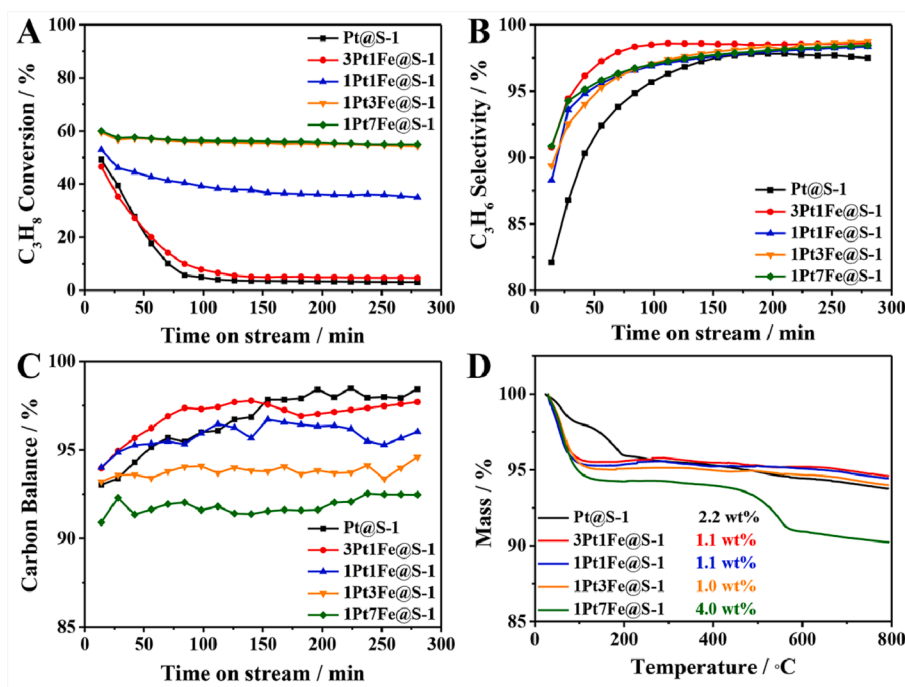 A
C₃H₈ Conversion / %
100
80
60
40
20
0
0 50 100 150 200 250 300
Time on stream / min
Pt@S-1
3Pt1Fe@S-1
1Pt1Fe@S-1
1Pt3Fe@S-1
1Pt7Fe@S-1
B
C₃H₆ Selectivity / %
100
95
90
85
80
0 50 100 150 200 250 300
Time on stream / min
Pt@S-1
3Pt1Fe@S-1
1Pt1Fe@S-1
1Pt3Fe@S-1
1Pt7Fe@S-1
C
Carbon Balance / %
100
95
90
85
0 50 100 150 200 250 300
Time on stream / min
Pt@S-1
3Pt1Fe@S-1
1Pt1Fe@S-1
1Pt3Fe@S-1
1Pt7Fe@S-1
D
Mass / %
100
95
90
85
0 200 400 600 800
Temperature / °C
Pt@S-1 2.2 wt%
3Pt1Fe@S-1 1.1 wt%
1Pt1Fe@S-1 1.1 wt%
1Pt3Fe@S-1 1.0 wt%
1Pt7Fe@S-1 4.0 wt%